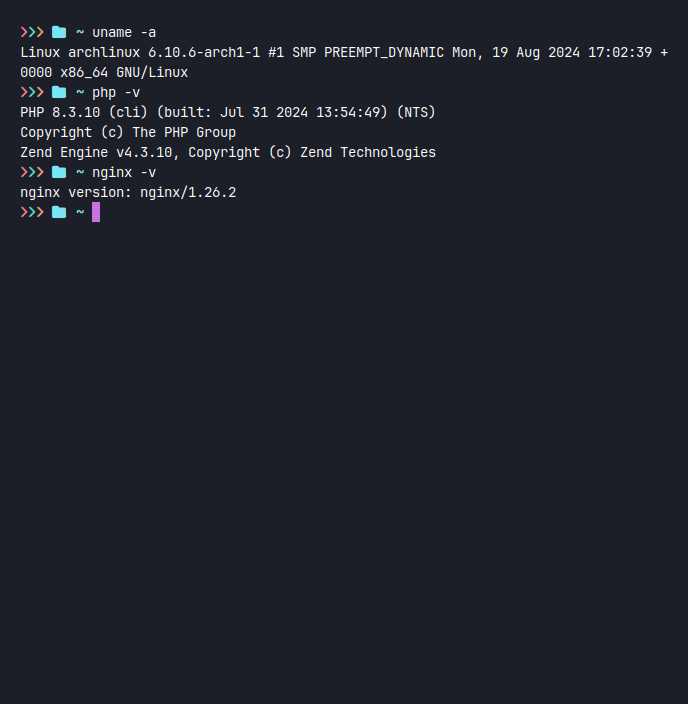 >>> ~ uname -a
Linux archlinux 6.10.6-arch1-1 #1 SMP PREEMPT_DYNAMIC Mon, 19 Aug 2024 17:02:39 +
0000 x86_64 GNU/Linux
>>> ~ php -v
PHP 8.3.10 (cli) (built: Jul 31 2024 13:54:49) (NTS)
Copyright (c) The PHP Group
Zend Engine v4.3.10, Copyright (c) Zend Technologies
>>> ~ nginx -v
nginx version: nginx/1.26.2
>>> ~